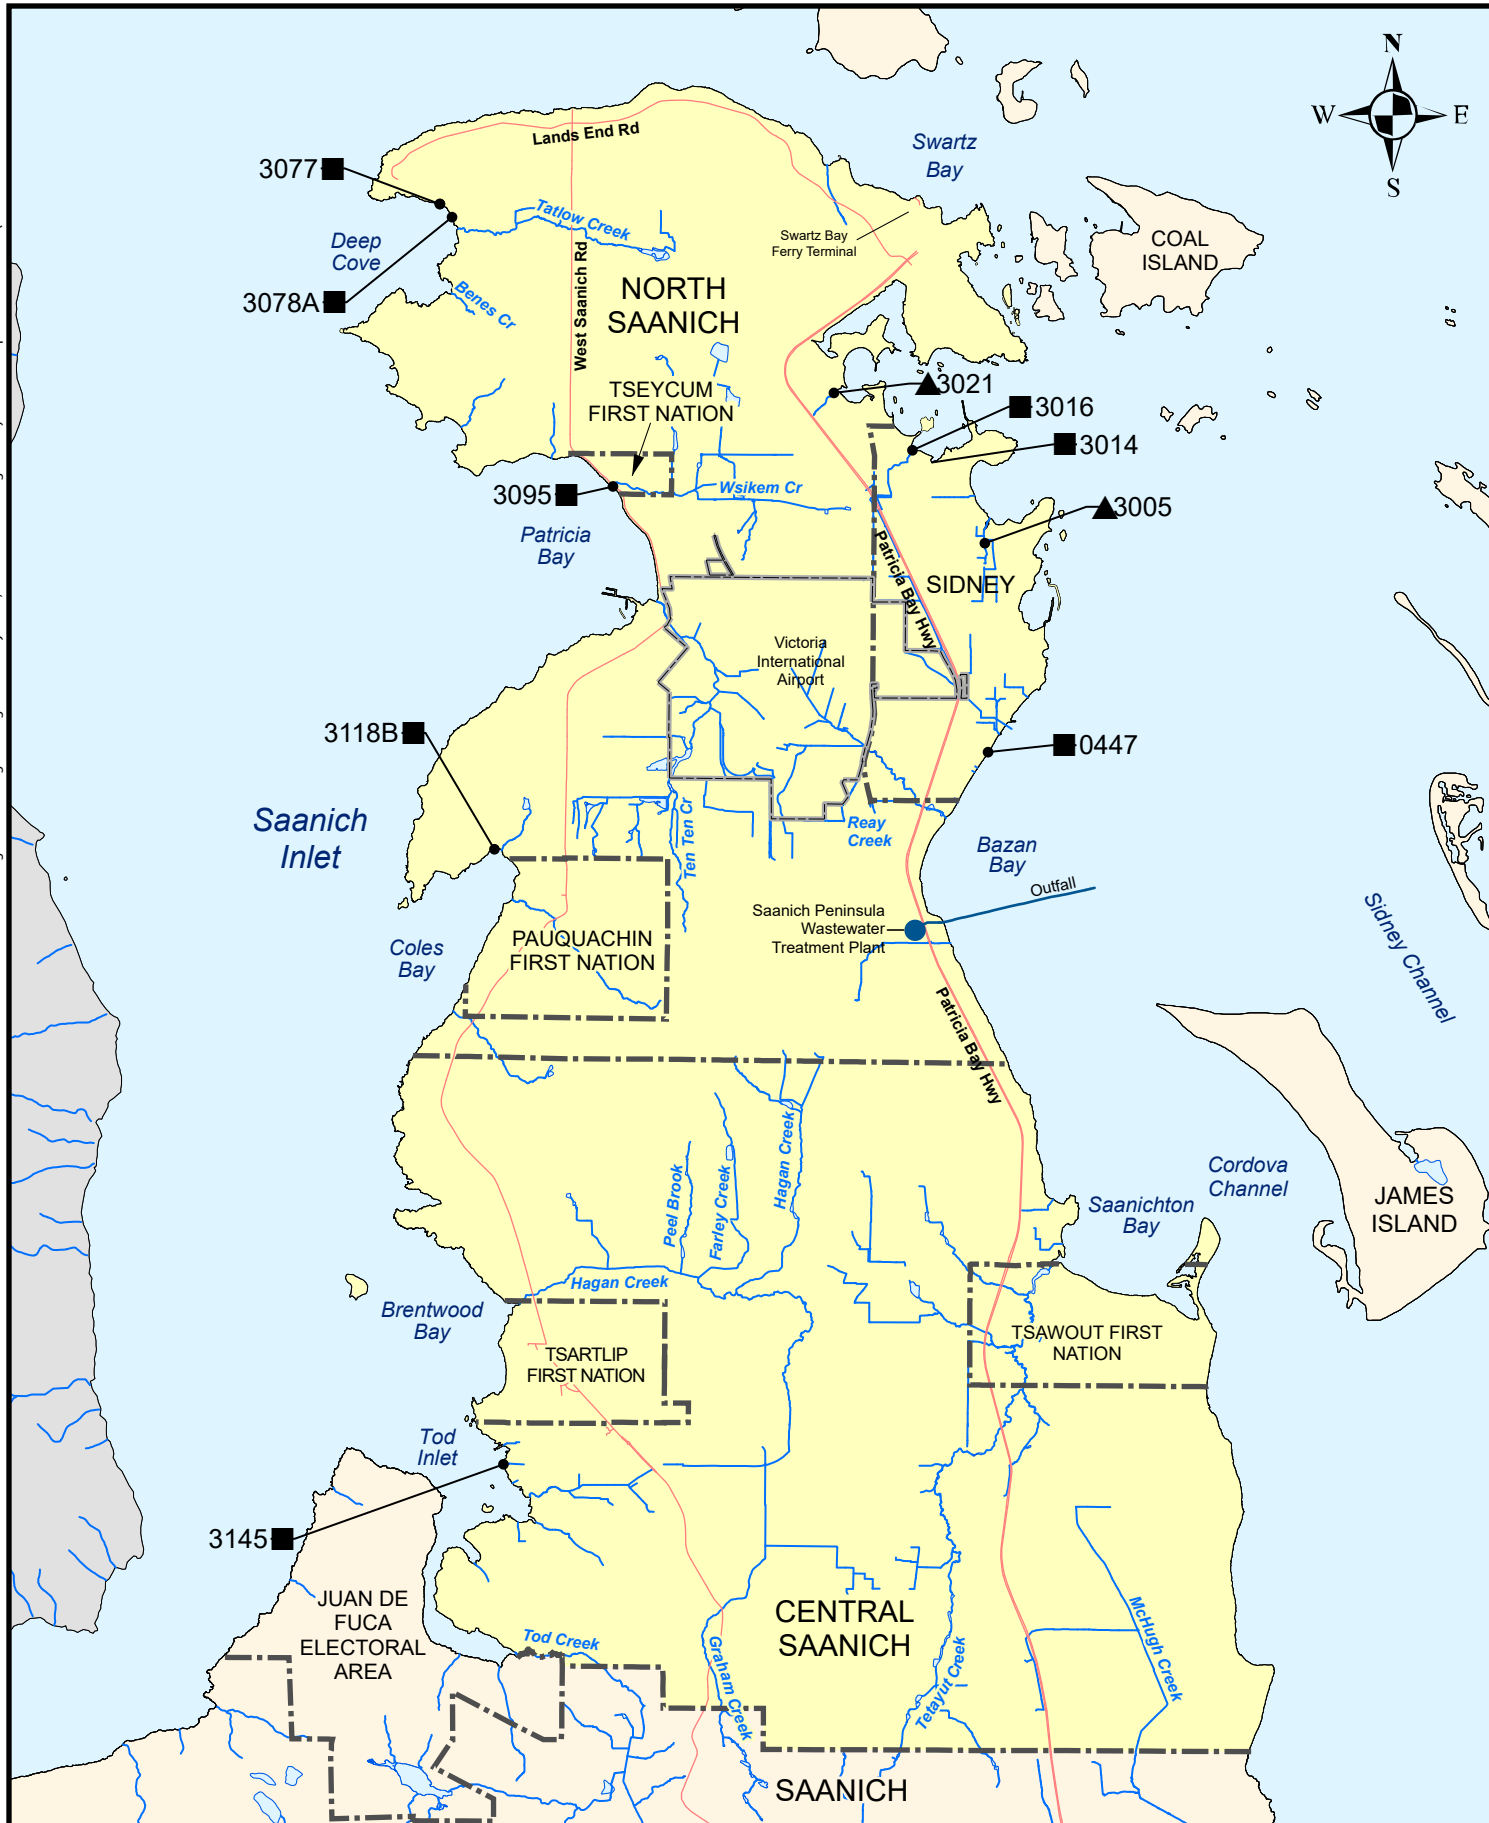 N
W
E
S
Swartz
Bay
Lands End Rd
3077
Tatlow Creek
Deep
Cove
Swartz Bay
Ferry Terminal
COAL
ISLAND
3078A
Benes Cr
West Saanich Rd
NORTH
SAANICH
TSEYCUM
FIRST NATION
3021
3016
3014
3095
Wsikem Cr
3005
Patricia
Bay
Patricia Bay Hwy
SIDNEY
Victoria
International
Airport
3118B
0447
Saanich
Inlet
Ten Ten Cr
Reay
Creek
Bazan
Bay
Outfall
Saanich Peninsula
Wastewater
Treatment Plant
Sidney Channel
Coles
Bay
PAUQUACHIN
FIRST NATION
Patricia Bay Hwy
Peel Brook
Farley Creek
Hagan Creek
Cordova
Channel
Saanichton
Bay
JAMES
ISLAND
Hagan Creek
Brentwood
Bay
TSARTLIP
FIRST NATION
TSAWOUT FIRST
NATION
Tod
Inlet
3145
JUAN DE
FUCA
ELECTORAL
AREA
CENTRAL
SAANICH
Tod Creek
Graham Creek
Tetayut Creek
McHugh Creek
SAANICH